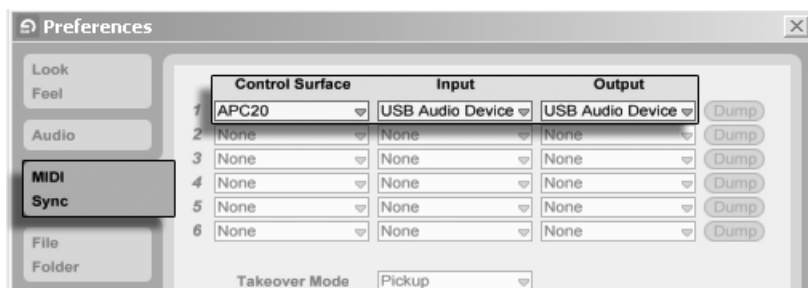 Preferences
Look
Feel
Audio
MIDI
Sync
File
Folder
Control Surface Input Output
1 APC20 USB Audio Device USB Audio Device Dump
2 None None None Dump
3 None None None Dump
4 None None None Dump
5 None None None Dump
6 None None None Dump
Takeover Mode Pickup